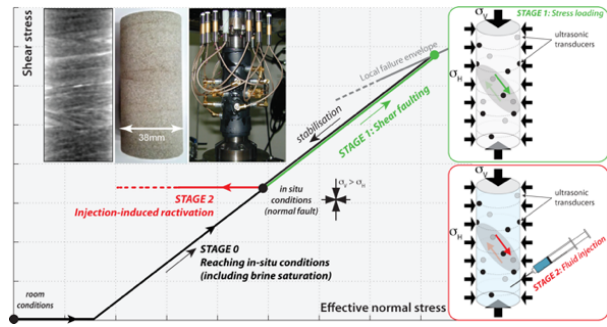 Shear stress
38mm
Local failure envelope
stabilisation
STAGE 1: Shear faulting
STAGE 2
Injection-induced ractivation
in situ
conditions
(normal fault)
σv > σH
STAGE 0
Reaching in-situ conditions
(including brine saturation)
room
conditions
Effective normal stress
STAGE 1: Stress loading
σV
ultrasonic
transducers
σH
σV
ultrasonic
transducers
σH
STAGE 2: Fluid injection